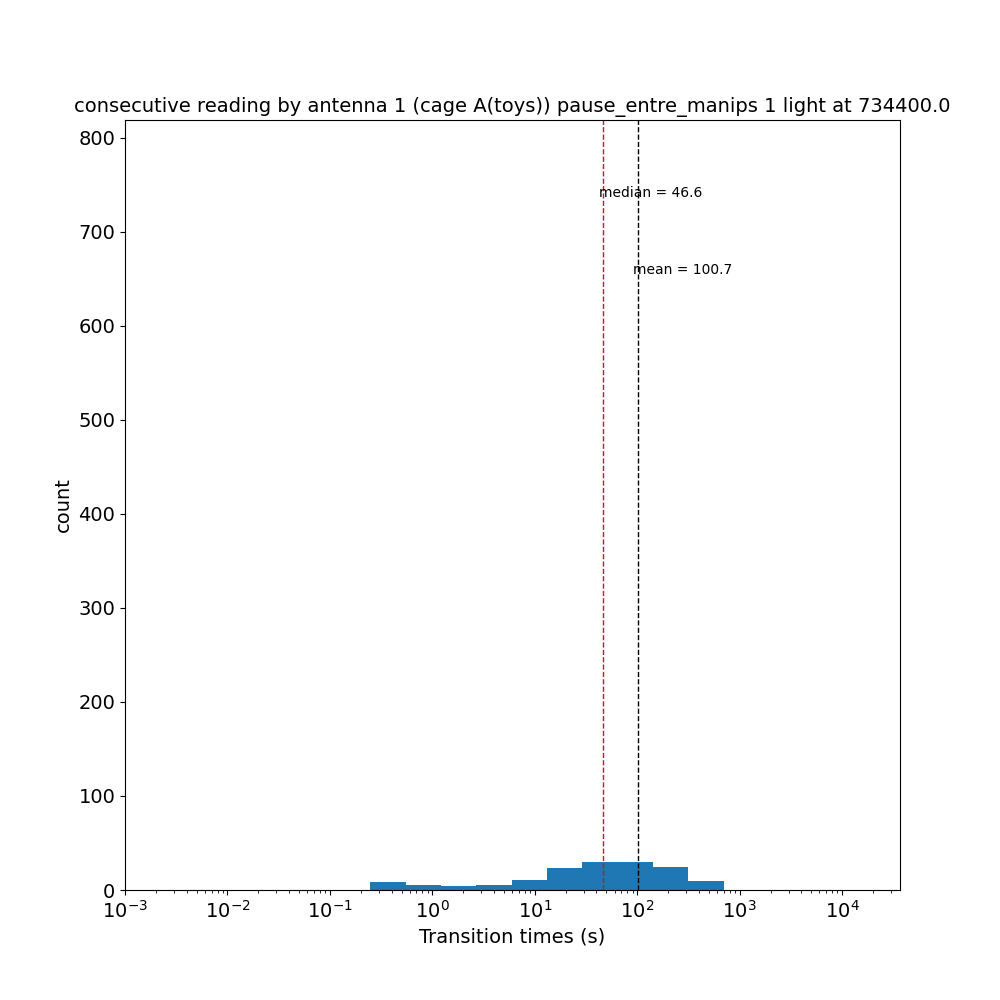 consecutive reading by antenna 1 (cage A(toys)) pause_entre_manips 1 light at 734400.0
800
median = 46.6
700
mean = 100.7
600
500
count
400
300
200
100
0
10⁻³ 10⁻² 10⁻¹ 10⁰ 10¹ 10² 10³ 10⁴
Transition times (s)